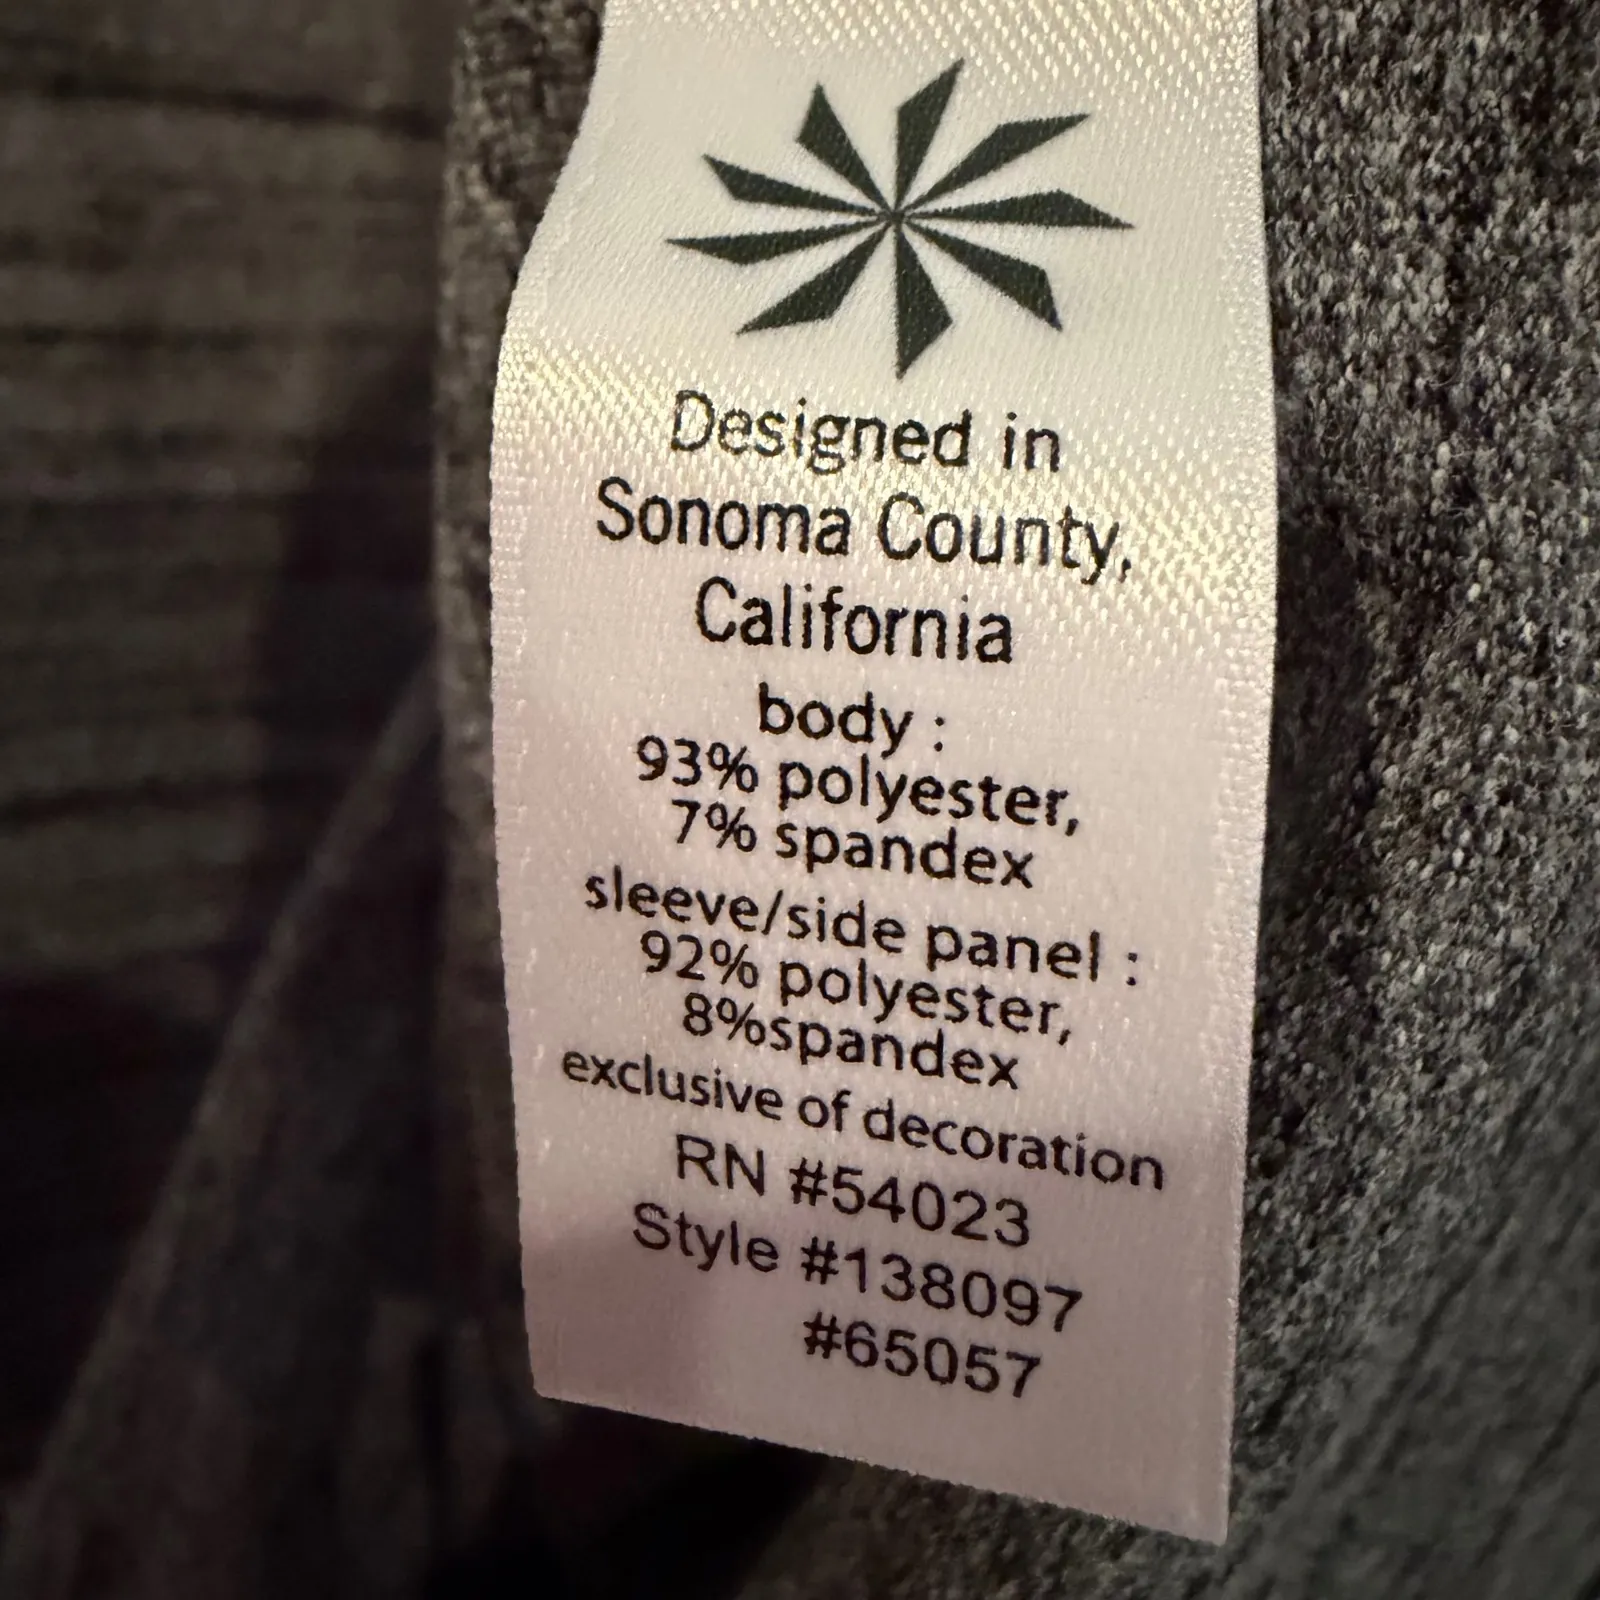 Designed in
Sonoma County,
California
body :
93% polyester,
7% spandex
sleeve/side panel :
92% polyester,
8%spandex
exclusive of decoration
RN #54023
Style #138097
#65057